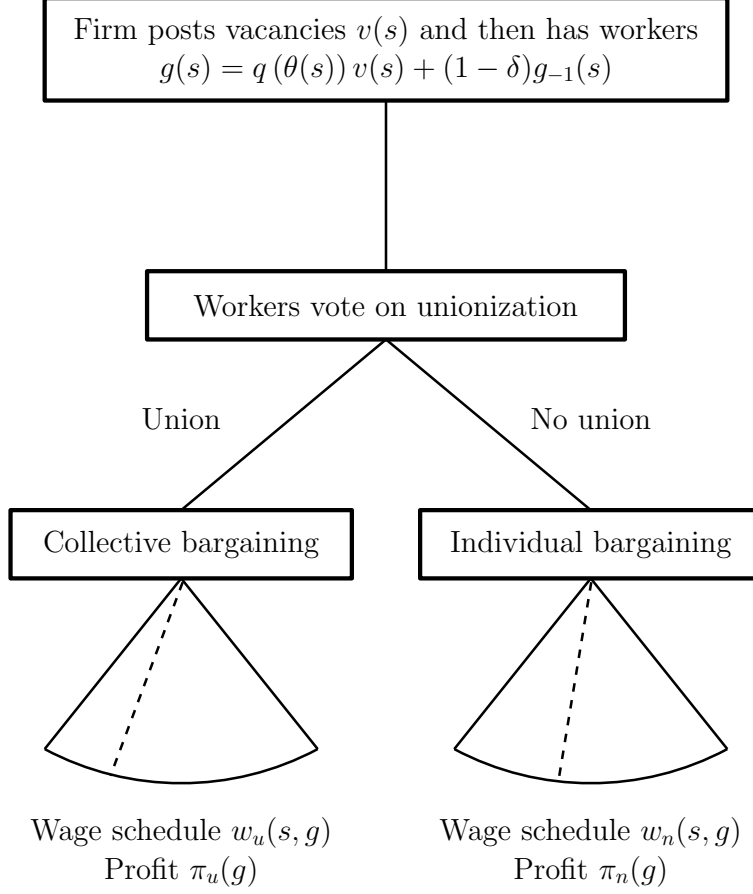 Firm posts vacancies v(s) and then has workers
g(s) = q (θ(s)) v(s) + (1 − δ)g₋₁(s)
Workers vote on unionization
Union
No union
Collective bargaining
Individual bargaining
Wage schedule wᵤ(s, g)
Profit πᵤ(g)
Wage schedule wₙ(s, g)
Profit πₙ(g)